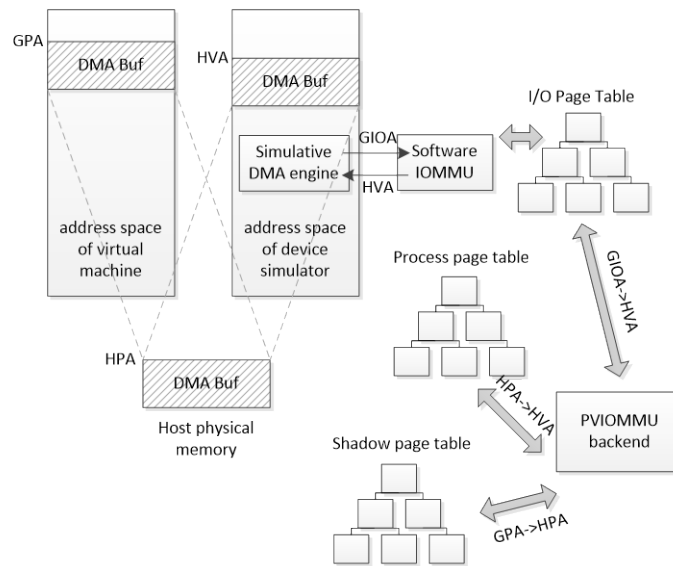 GPA
DMA Buf
HVA
DMA Buf
I/O Page Table
GIOA
Simulative
DMA engine
Software
IOMMU
HVA
address space
of virtual
machine
address space
of device
simulator
Process page table
GIOA->HVA
HPA
DMA Buf
HPA->HVA
PVIOMMU
backend
Host physical
memory
Shadow page table
GPA->HPA